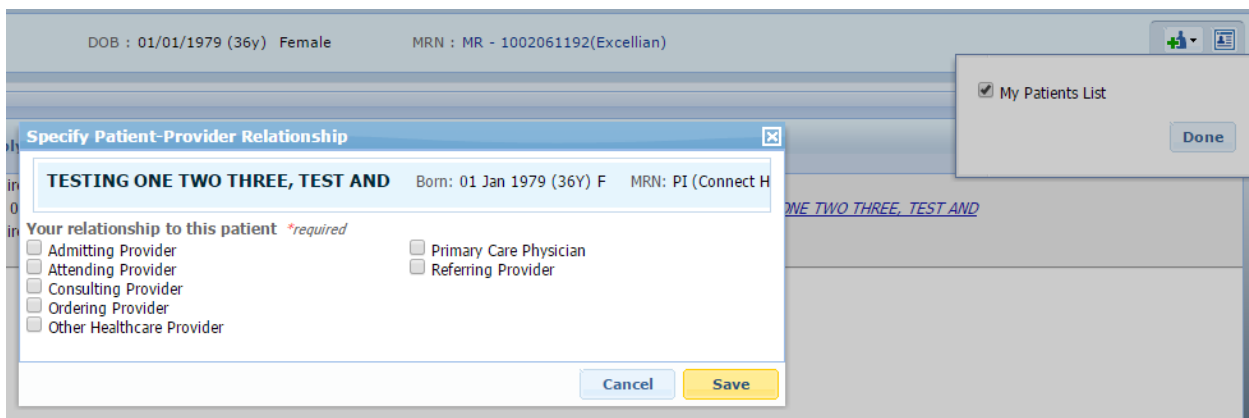 DOB : 01/01/1979 (36y) Female MRN : MR - 1002061192(Excellian)
My Patients List
Done
Specify Patient-Provider Relationship
TESTING ONE TWO THREE, TEST AND Born: 01 Jan 1979 (36Y) F MRN: PI (Connect H
ONE TWO THREE, TEST AND
Your relationship to this patient *required
Admitting Provider
Attending Provider
Consulting Provider
Ordering Provider
Other Healthcare Provider
Primary Care Physician
Referring Provider
Cancel Save